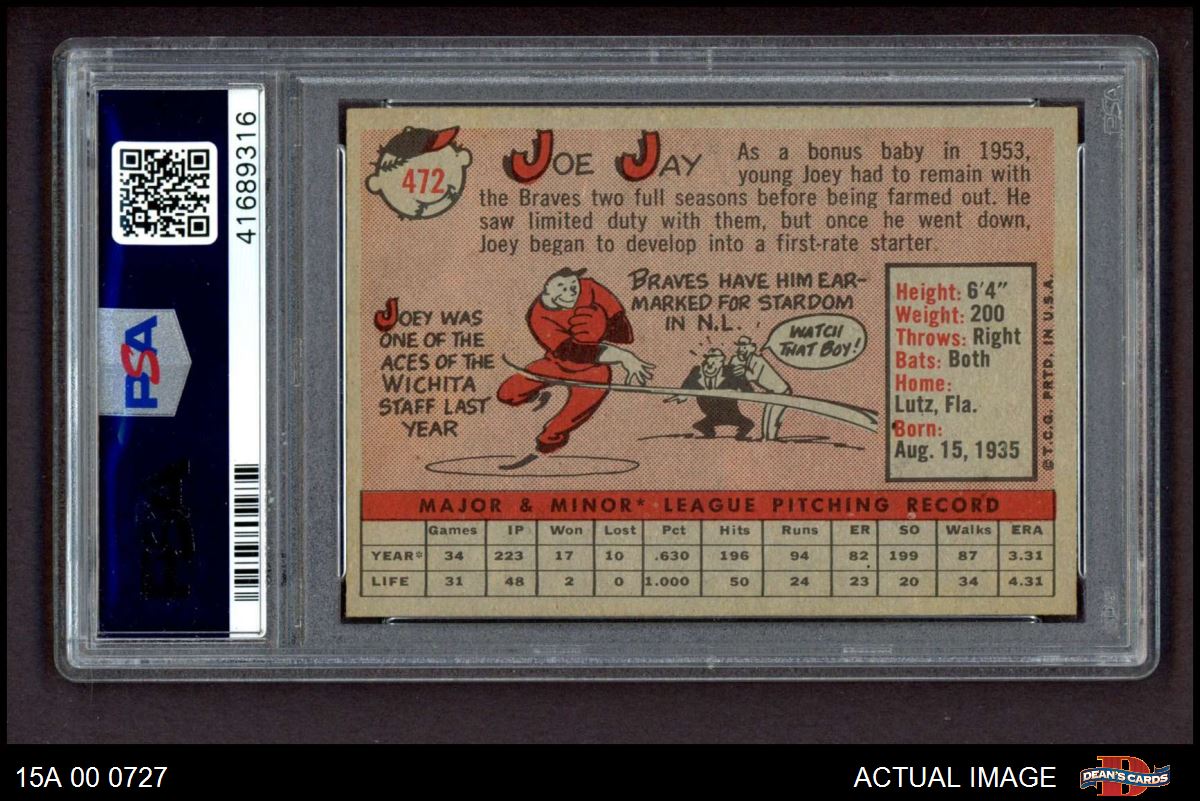 41689316
PSA
PSA
472
JOE JAY
As a bonus baby in 1953,
young Joey had to remain with
the Braves two full seasons before being farmed out. He
saw limited duty with them, but once he went down,
Joey began to develop into a first-rate starter.
JOEY WAS
ONE OF THE
ACES OF THE
WICHITA
STAFF LAST
YEAR
BRAVES HAVE HIM EAR-
MARKED FOR STARDOM
IN N.L.
WATCH
THAT BOY!
Height: 6'4"
Weight: 200
Throws: Right
Bats: Both
Home:
Lutz, Fla.
Born:
Aug. 15, 1935
©T.C.G. PRTD. IN U.S.A.
MAJOR & MINOR* LEAGUE PITCHING RECORD
Games IP Won Lost Pct Hits Runs ER SO Walks ERA
YEAR* 34 223 17 10 .630 196 94 82 199 87 3.31
LIFE 31 48 2 0 1.000 50 24 23 20 34 4.31
PSA
15A 00 0727
ACTUAL IMAGE
DEAN'S CARDS